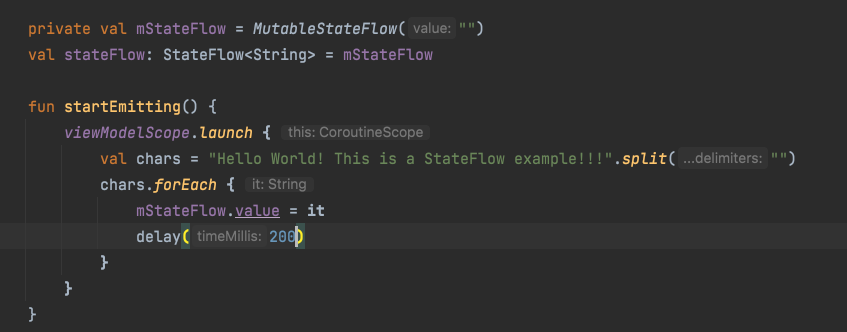 private val mStateFlow = MutableStateFlow( value: "")
val stateFlow: StateFlow<String> = mStateFlow
fun startEmitting() {
viewModelScope.launch { this: CoroutineScope
val chars = "Hello World! This is a StateFlow example!!!".split( ...delimiters: "")
chars.forEach { it: String
mStateFlow.value = it
delay( timeMillis: 200)
}
}
}